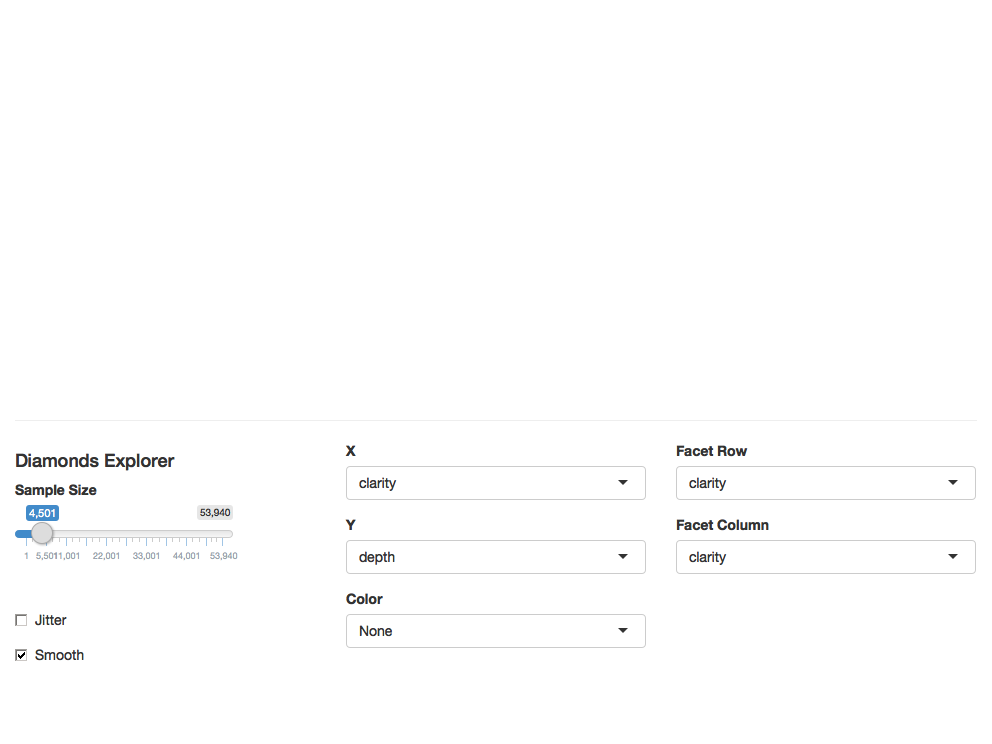 Diamonds Explorer
Sample Size
4,501
53,940
1 5,501 11,001 22,001 33,001 44,001 53,940
Jitter
Smooth
X
clarity
Y
depth
Color
None
Facet Row
clarity
Facet Column
clarity